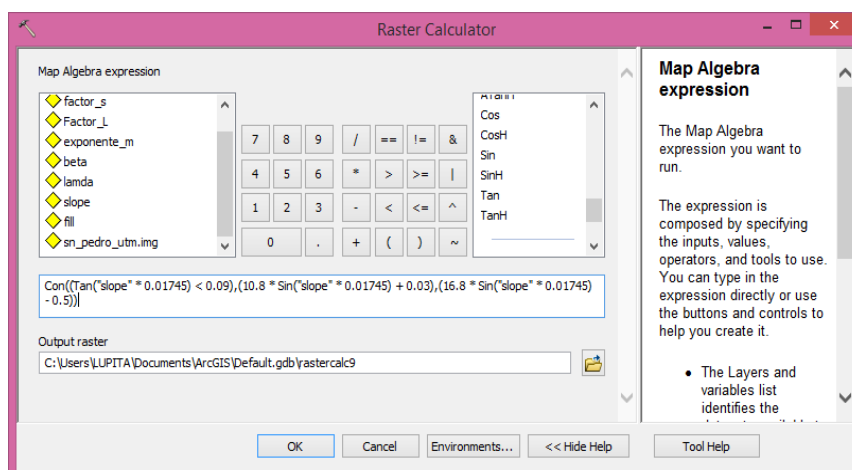 Raster Calculator
Map Algebra expression
factor_s
Factor_L
exponente_m
beta
lamda
slope
fill
sn_pedro_utm.img
7 8 9 / == != &
4 5 6 * > >= |
1 2 3 - < <= ^
0 . + ( ) ~
Cos
CosH
Sin
SinH
Tan
TanH
Con((Tan("slope" * 0.01745) < 0.09),(10.8 * Sin("slope" * 0.01745) + 0.03),(16.8 * Sin("slope" * 0.01745)
- 0.5))
Output raster
C:\Users\LUPITA\Documents\ArcGIS\Default.gdb\rastercalc9
OK Cancel Environments... << Hide Help Tool Help
Map Algebra
expression
The Map Algebra
expression you want to
run.
The expression is
composed by specifying
the inputs, values,
operators, and tools to use.
You can type in the
expression directly or use
the buttons and controls to
help you create it.
• The Layers and
variables list
identifies the